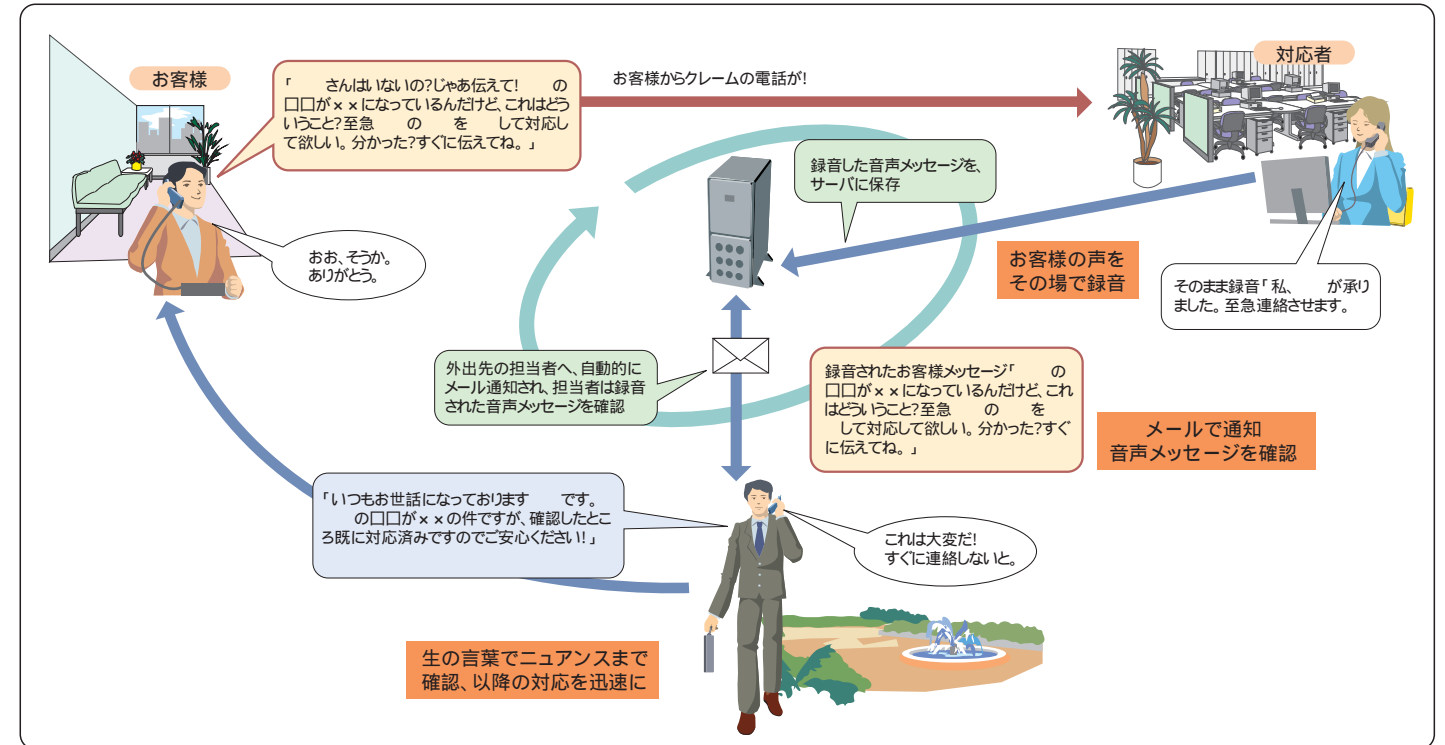 お客様
「　　さんはいないの?じゃあ伝えて!　　の
□□が××になっているんだけど、これはど
ういうこと?至急　　の　　を　　して対応し
て欲しい。分かった?すぐに伝えてね。」
お客様からクレームの電話が!
対応者
録音した音声メッセージを、
サーバに保存
お客様の声を
その場で録音
そのまま録音「私、　　が承り
ました。至急連絡させます。
おお、そうか。
ありがとう。
外出先の担当者へ、自動的に
メール通知され、担当者は録音
された音声メッセージを確認
録音されたお客様メッセージ「　　の
□□が××になっているんだけど、これ
はどういうこと?至急　　の　　を
　して対応して欲しい。分かった?すぐ
に伝えてね。」
メールで通知
音声メッセージを確認
「いつもお世話になっております　　です。
　　の□□が××の件ですが、確認したとこ
ろ既に対応済みですのでご安心ください!」
これは大変だ!
すぐに連絡しないと。
生の言葉でニュアンスまで
確認、以降の対応を迅速に